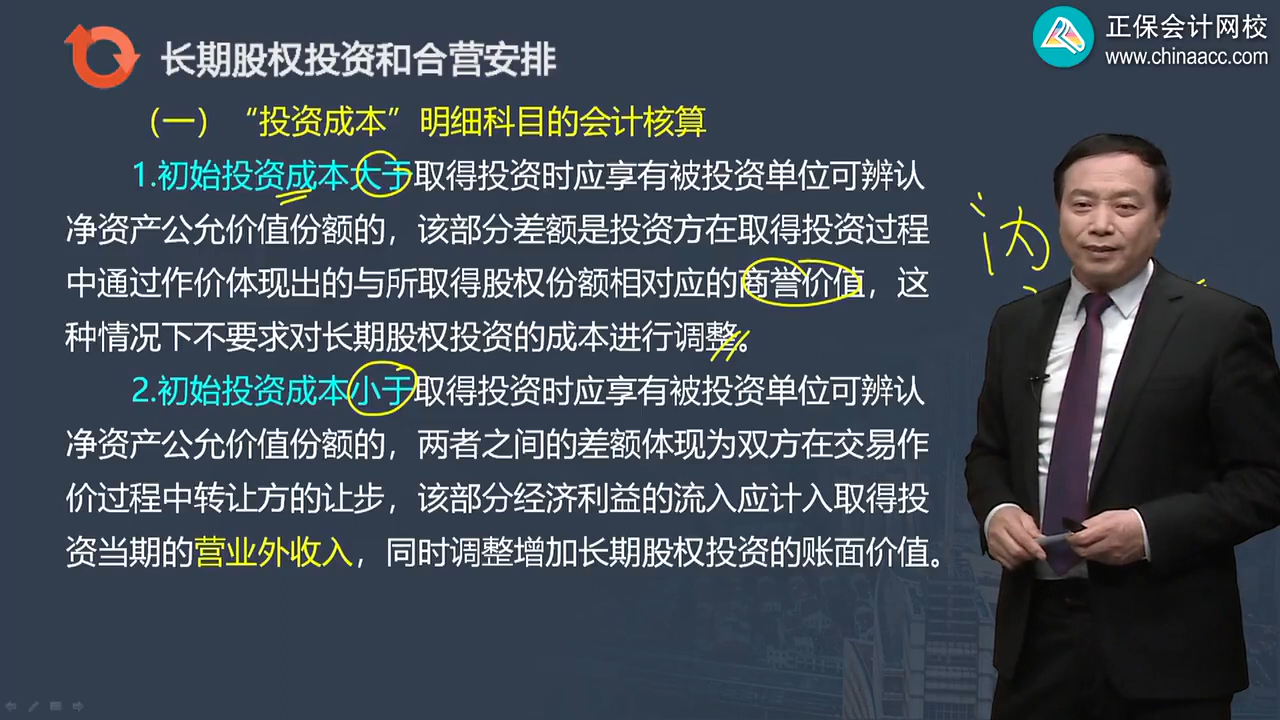 正保会计网校
www.chinaacc.com
长期股权投资和合营安排
（一）“投资成本”明细科目的会计核算
1.初始投资成本大于取得投资时应享有被投资单位可辨认
净资产公允价值份额的，该部分差额是投资方在取得投资过程
中通过作价体现出的与所取得股权份额相对应的商誉价值，这
种情况下不要求对长期股权投资的成本进行调整。
2.初始投资成本小于取得投资时应享有被投资单位可辨认
净资产公允价值份额的，两者之间的差额体现为双方在交易作
价过程中转让方的让步，该部分经济利益的流入应计入取得投
资当期的营业外收入，同时调整增加长期股权投资的账面价值。